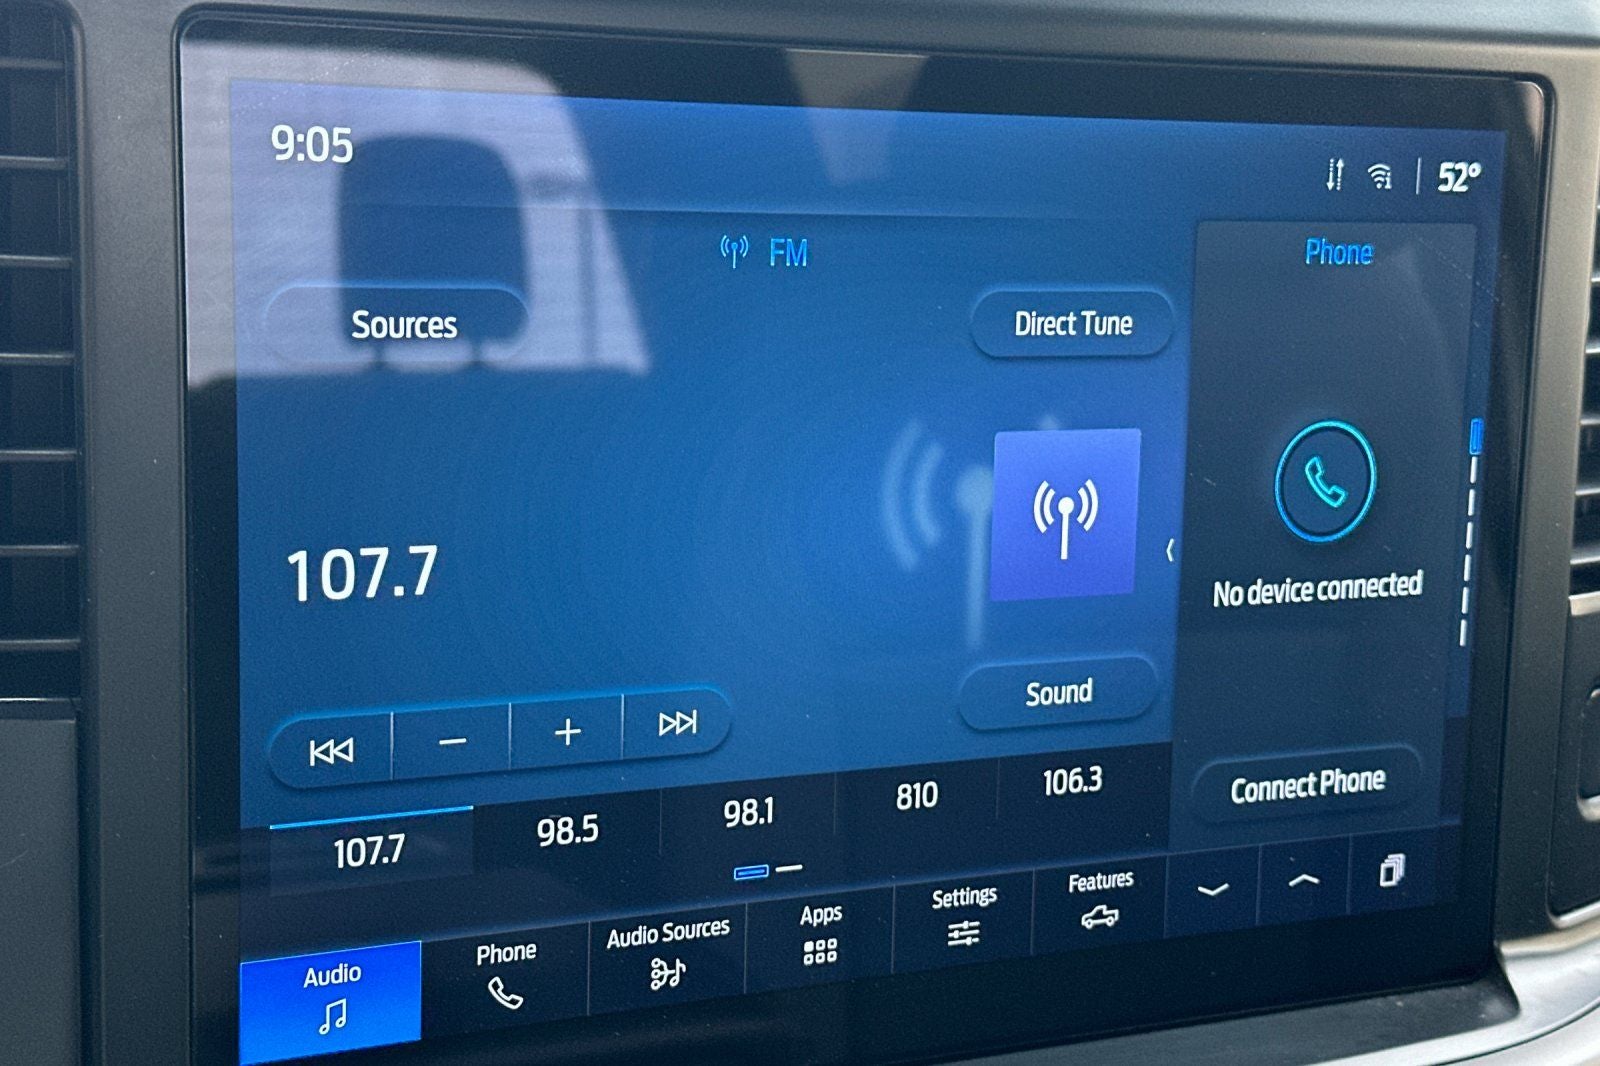 9:05
52°
FM
Phone
Sources
Direct Tune
107.7
No device connected
Sound
Connect Phone
107.7
98.5
98.1
810
106.3
Audio
Phone
Audio Sources
Apps
Settings
Features